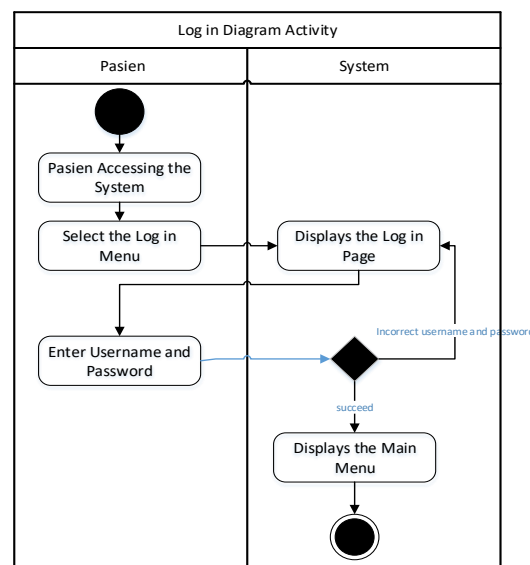 Log in Diagram Activity
Pasien
System
Pasien Accessing the
System
Select the Log in
Menu
Displays the Log in
Page
Incorrect username and password
Enter Username and
Password
succeed
Displays the Main
Menu